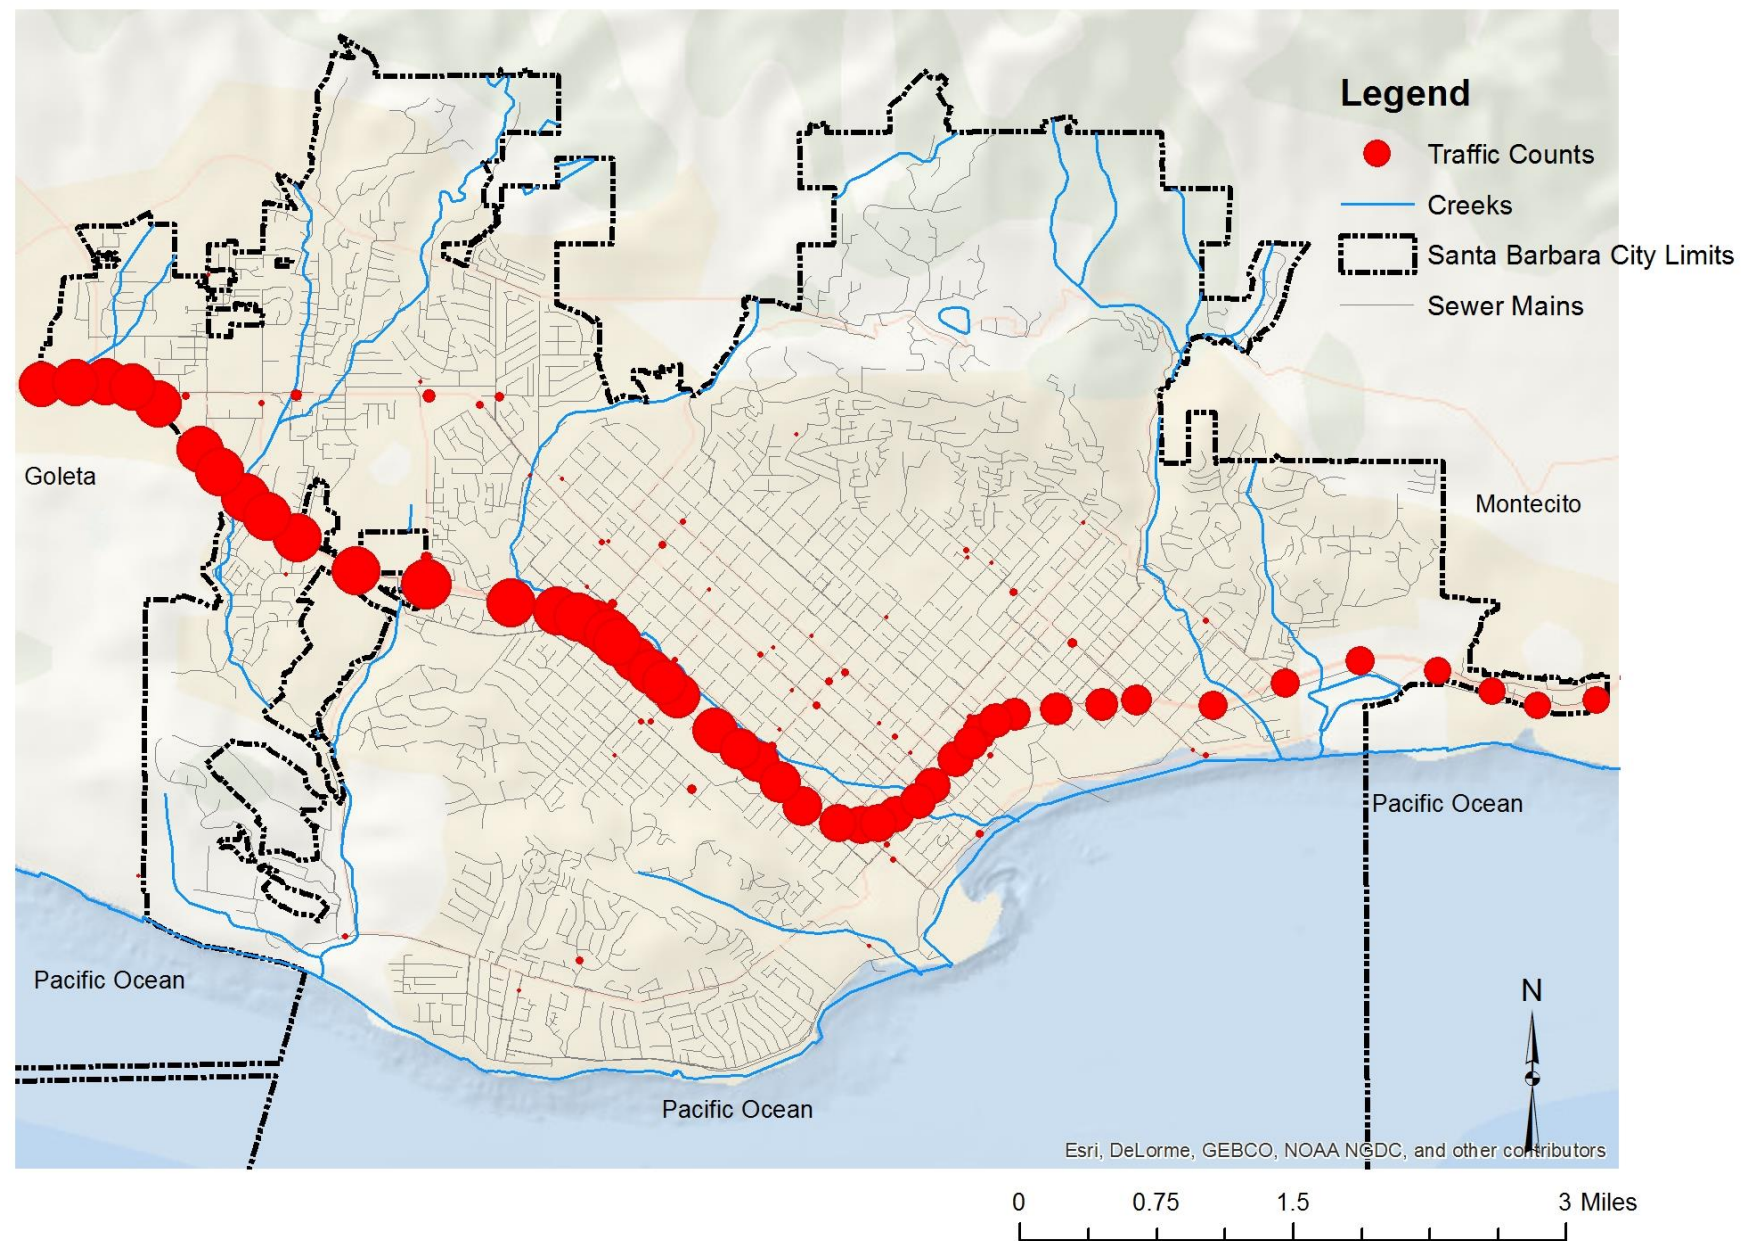 Legend
Traffic Counts
Creeks
Santa Barbara City Limits
Sewer Mains
Goleta
Montecito
Pacific Ocean
Pacific Ocean
N
Pacific Ocean
Esri, DeLorme, GEBCO, NOAA NGDC, and other contributors
0 0.75 1.5 3 Miles